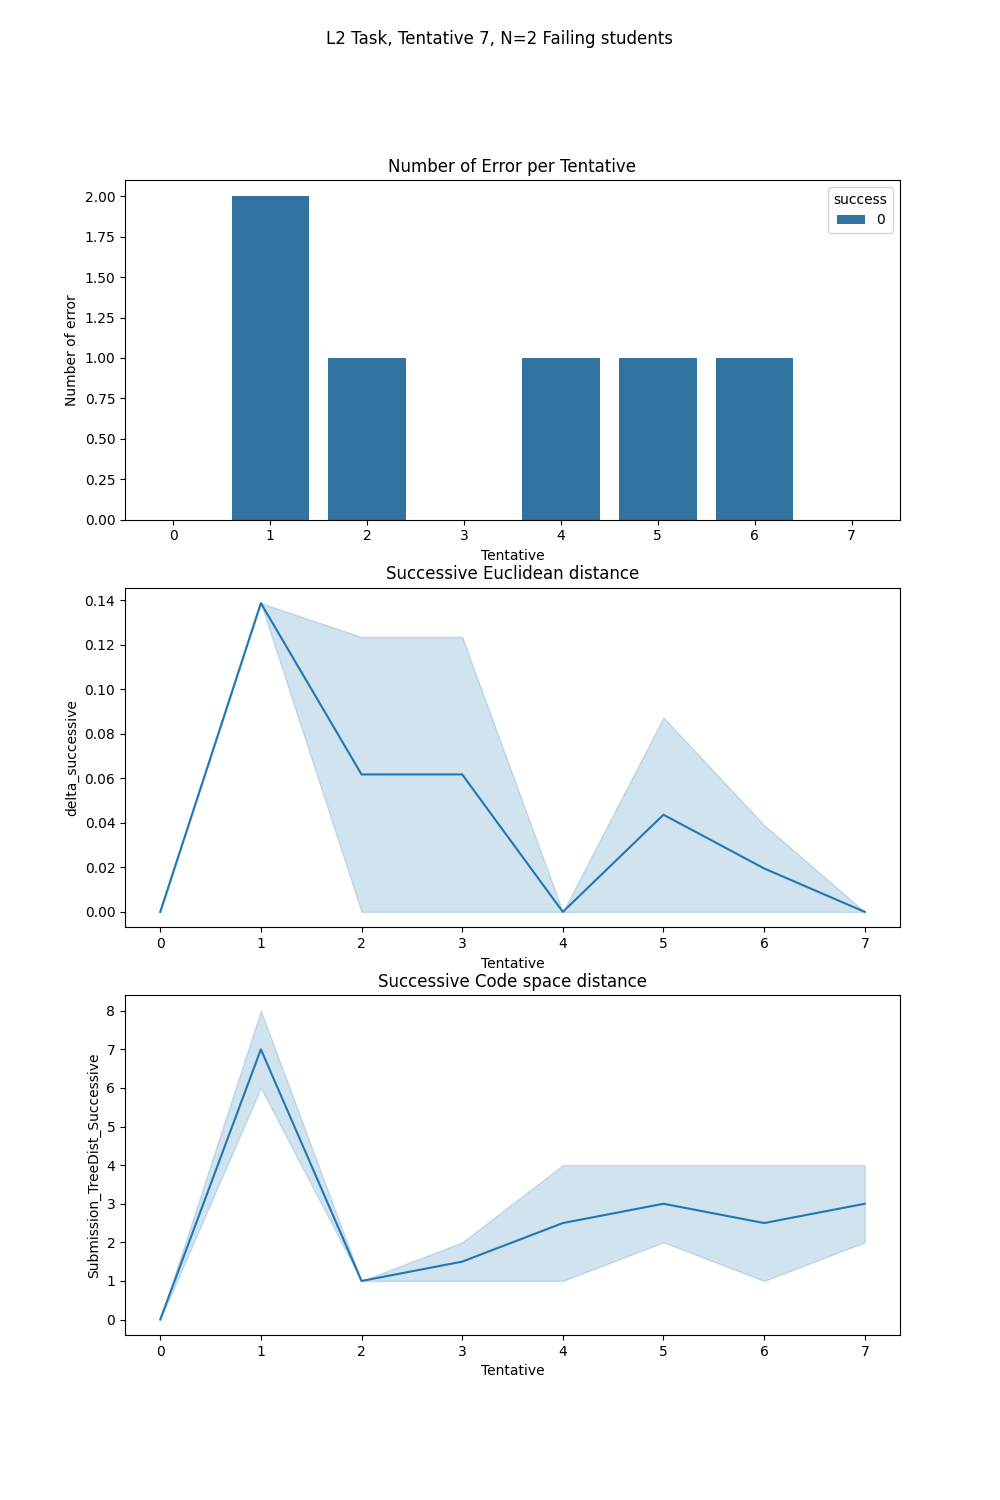 L2 Task, Tentative 7, N=2 Failing students
Number of Error per Tentative
success
0
2.00
1.75
1.50
1.25
1.00
0.75
0.50
0.25
0.00
Number of error
0 1 2 3 4 5 6 7
Tentative
Successive Euclidean distance
0.14
0.12
0.10
0.08
0.06
0.04
0.02
0.00
delta_successive
0 1 2 3 4 5 6 7
Tentative
Successive Code space distance
8
7
6
5
4
3
2
1
0
Submission_TreeDist_Successive
0 1 2 3 4 5 6 7
Tentative